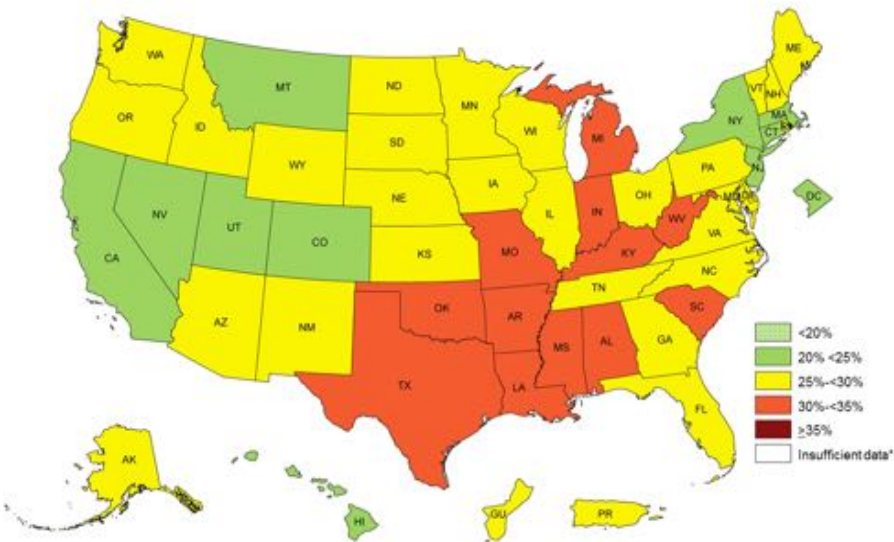 WA
MT
ND
MN
ME
OR
ID
SD
WI
MI
VT
NH
NY
MA
CT
WY
IA
PA
NJ
NE
IL
IN
OH
MD
DE
DC
NV
UT
CO
KS
MO
WV
VA
KY
CA
NC
TN
AZ
NM
OK
AR
SC
MS
AL
GA
TX
LA
FL
AK
HI
GU
PR
<20%
20% <25%
25%-<30%
30%-<35%
≥35%
Insufficient data*